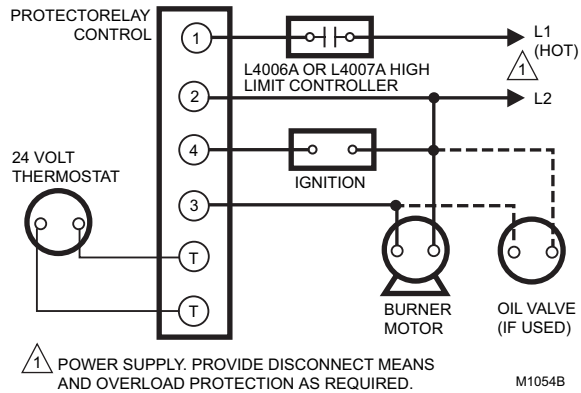 PROTECTORELAY
CONTROL
1
L1
(HOT)
1
L4006A OR L4007A HIGH
LIMIT CONTROLLER
2
L2
4
IGNITION
24 VOLT
THERMOSTAT
3
T
T
BURNER
MOTOR
OIL VALVE
(IF USED)
1 POWER SUPPLY. PROVIDE DISCONNECT MEANS
AND OVERLOAD PROTECTION AS REQUIRED.
M1054B